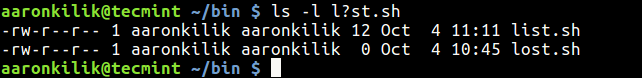 aaronkilik@tecmint ~/bin $ ls -l l?st.sh
-rw-r--r-- 1 aaronkilik aaronkilik 12 Oct  4 11:11 list.sh
-rw-r--r-- 1 aaronkilik aaronkilik  0 Oct  4 10:45 lost.sh
aaronkilik@tecmint ~/bin $